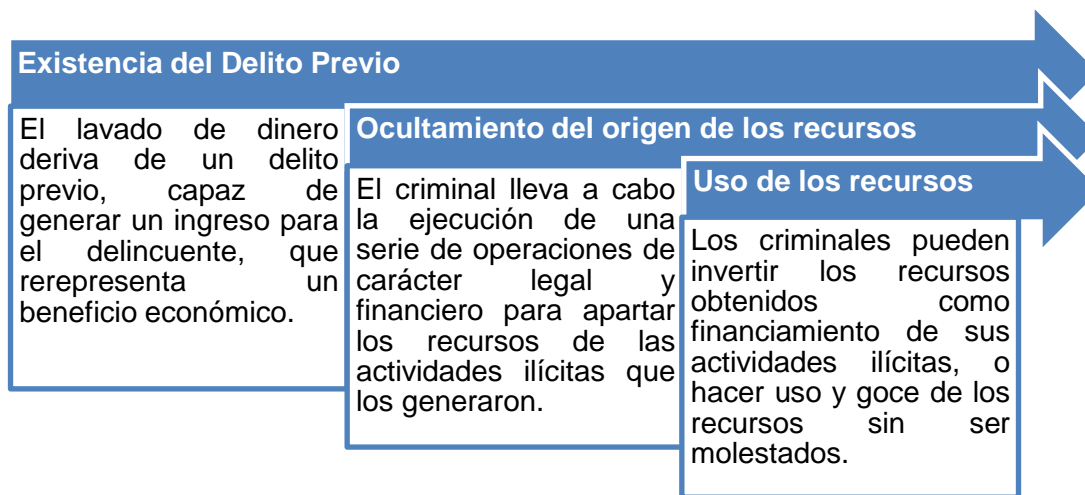 Existencia del Delito Previo
El lavado de dinero
deriva de un delito
previo, capaz de
generar un ingreso para
el delincuente, que
rerepresenta un
beneficio económico.
Ocultamiento del origen de los recursos
El criminal lleva a cabo
la ejecución de una
serie de operaciones de
carácter legal y
financiero para apartar
los recursos de las
actividades ilícitas que
los generaron.
Uso de los recursos
Los criminales pueden
invertir los recursos
obtenidos como
financiamiento de sus
actividades ilícitas, o
hacer uso y goce de los
recursos sin ser
molestados.